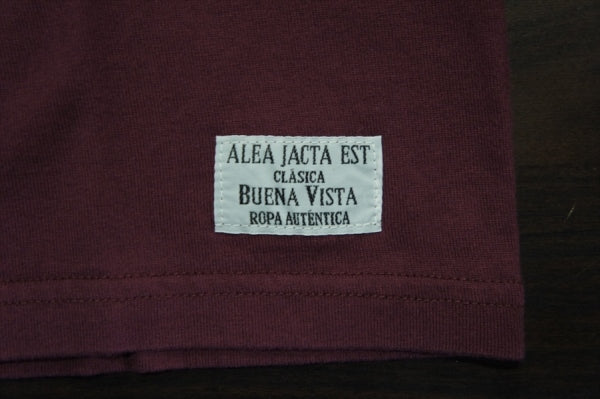 ALEA JACTA EST
CLÁSICA
BUENA VISTA
ROPA AUTÉNTICA